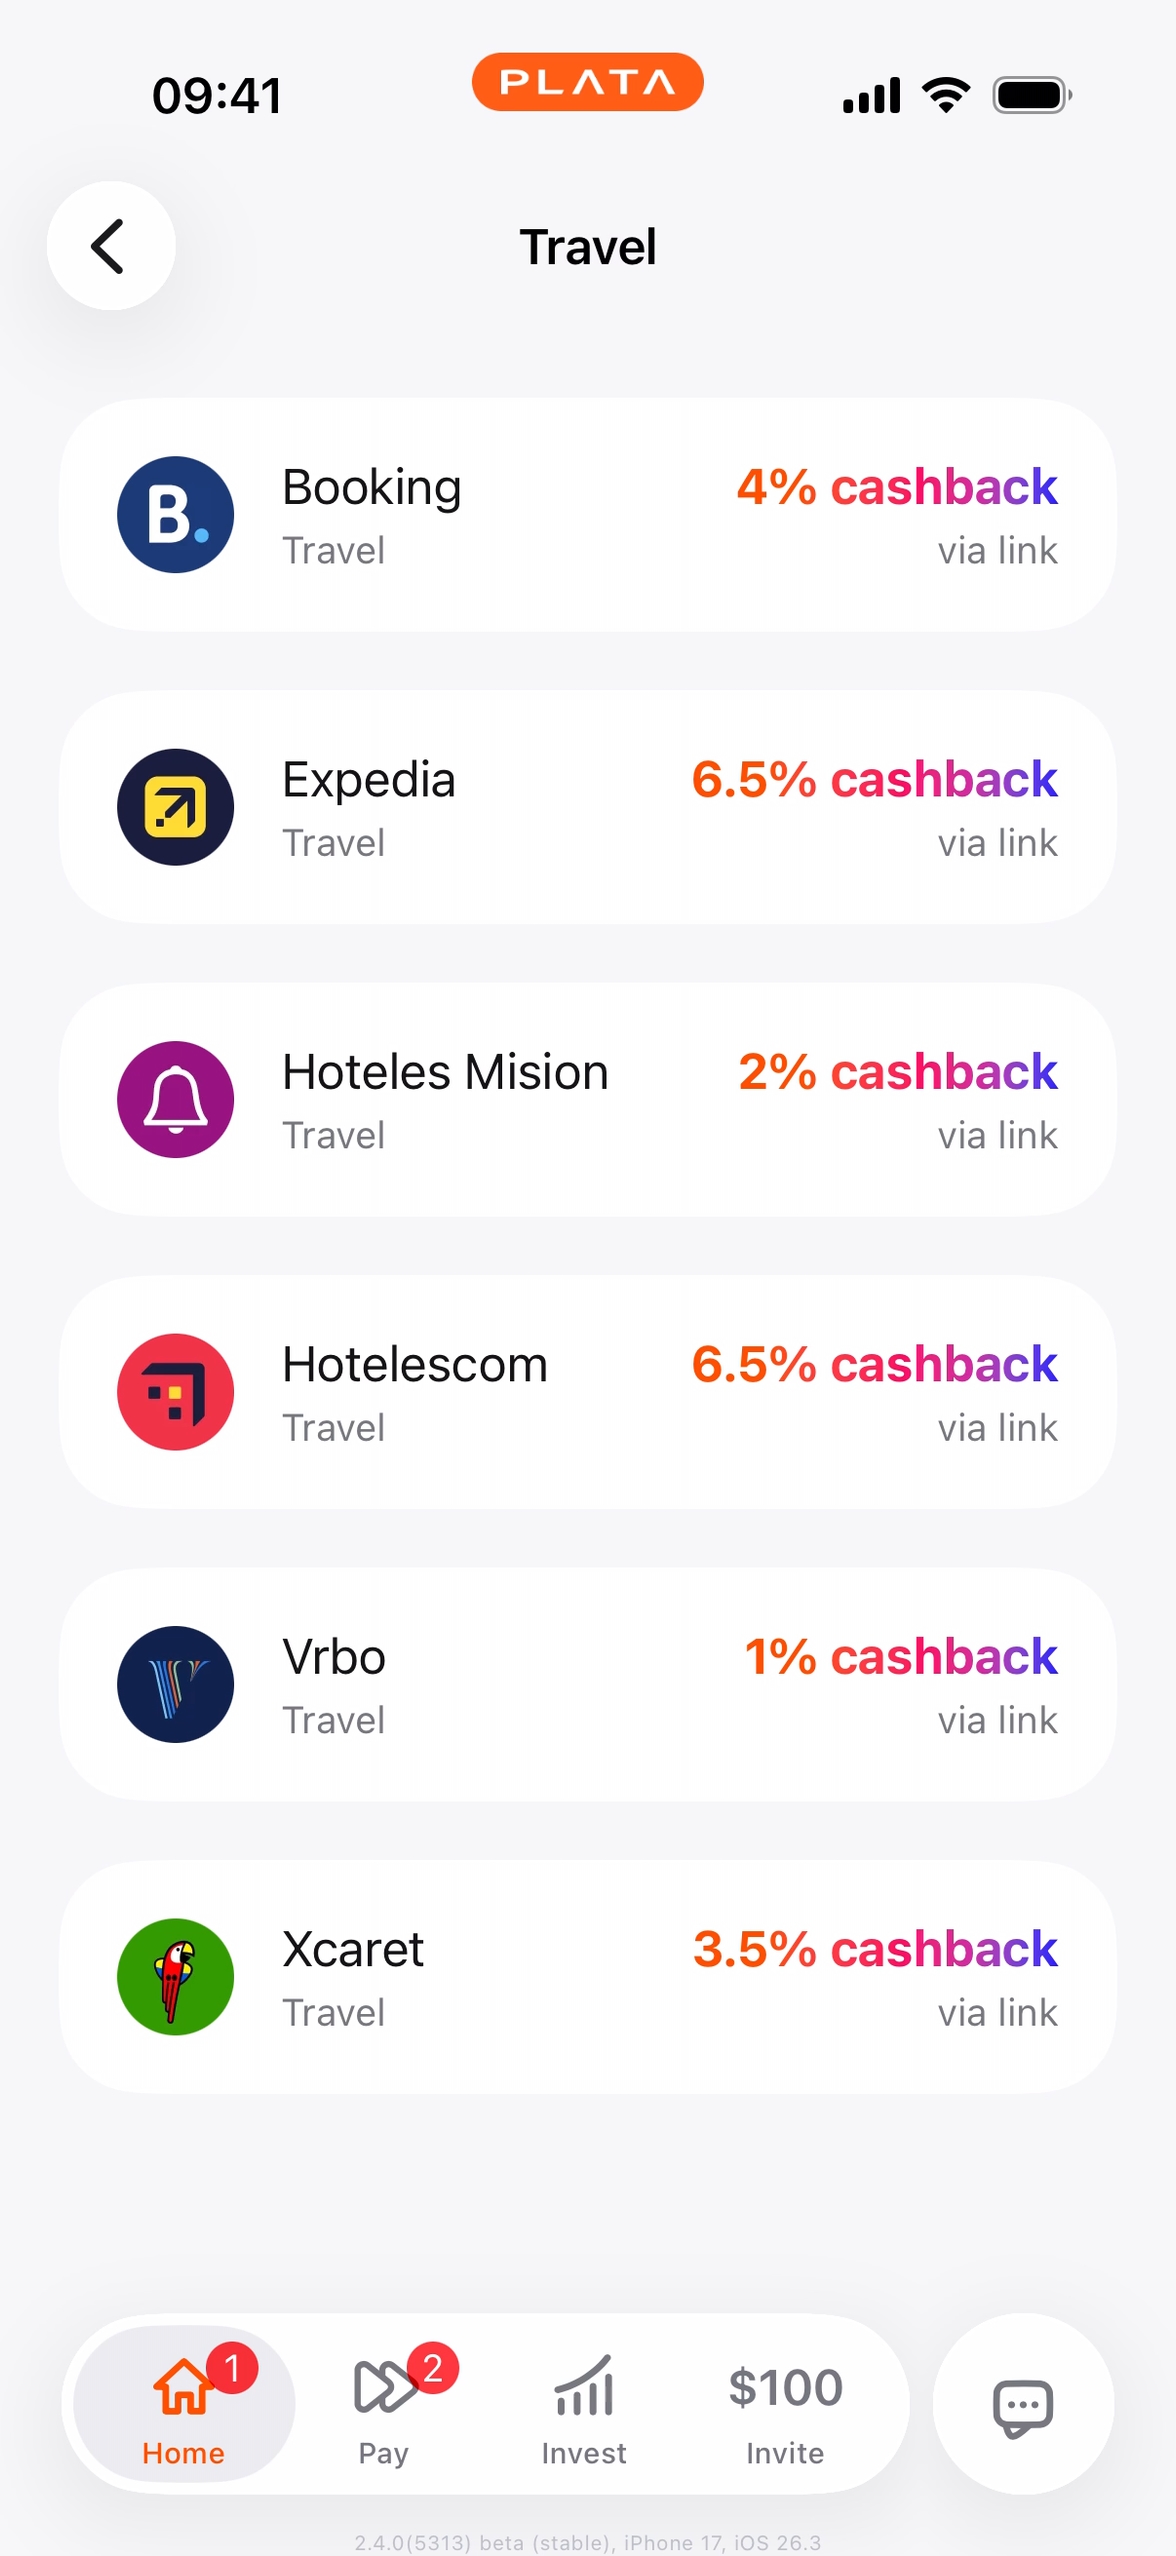 09:41
PLATA
Travel
B.
Booking
4% cashback
Travel
via link
Expedia
6.5% cashback
Travel
via link
Hoteles Mision
2% cashback
Travel
via link
Hotelescom
6.5% cashback
Travel
via link
V
Vrbo
1% cashback
Travel
via link
Xcaret
3.5% cashback
Travel
via link
1
2
$100
Home
Pay
Invest
Invite
2.4.0(5313) beta (stable), iPhone 17, iOS 26.3